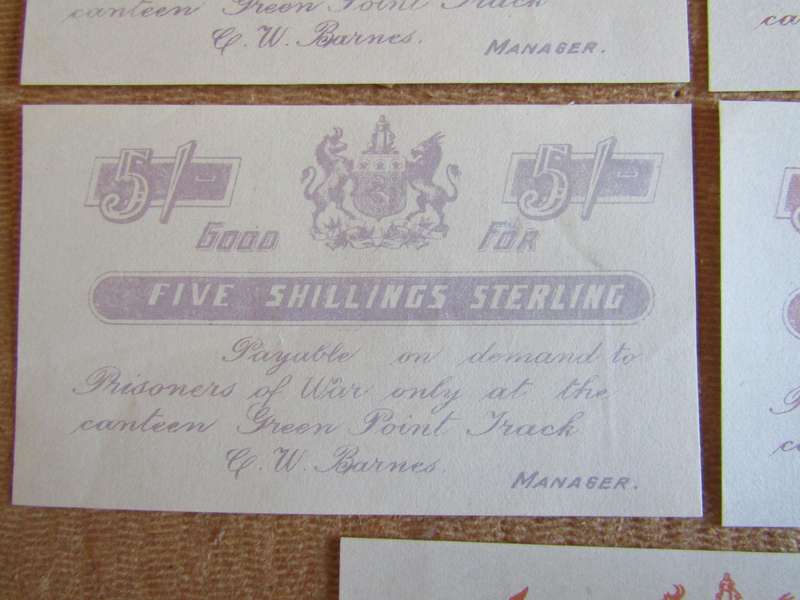 canteen Green Point Track
C. W. Barnes.
MANAGER.
ca
5/- 5/-
GOOD FOR
FIVE SHILLINGS STERLING
Payable on demand to
Prisoners of War only at the
canteen Green Point Track
C. W. Barnes.
MANAGER.